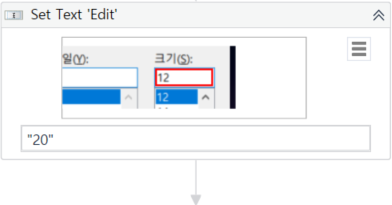 Set Text 'Edit'
일(Y): 크기(S):
12
12
"20"